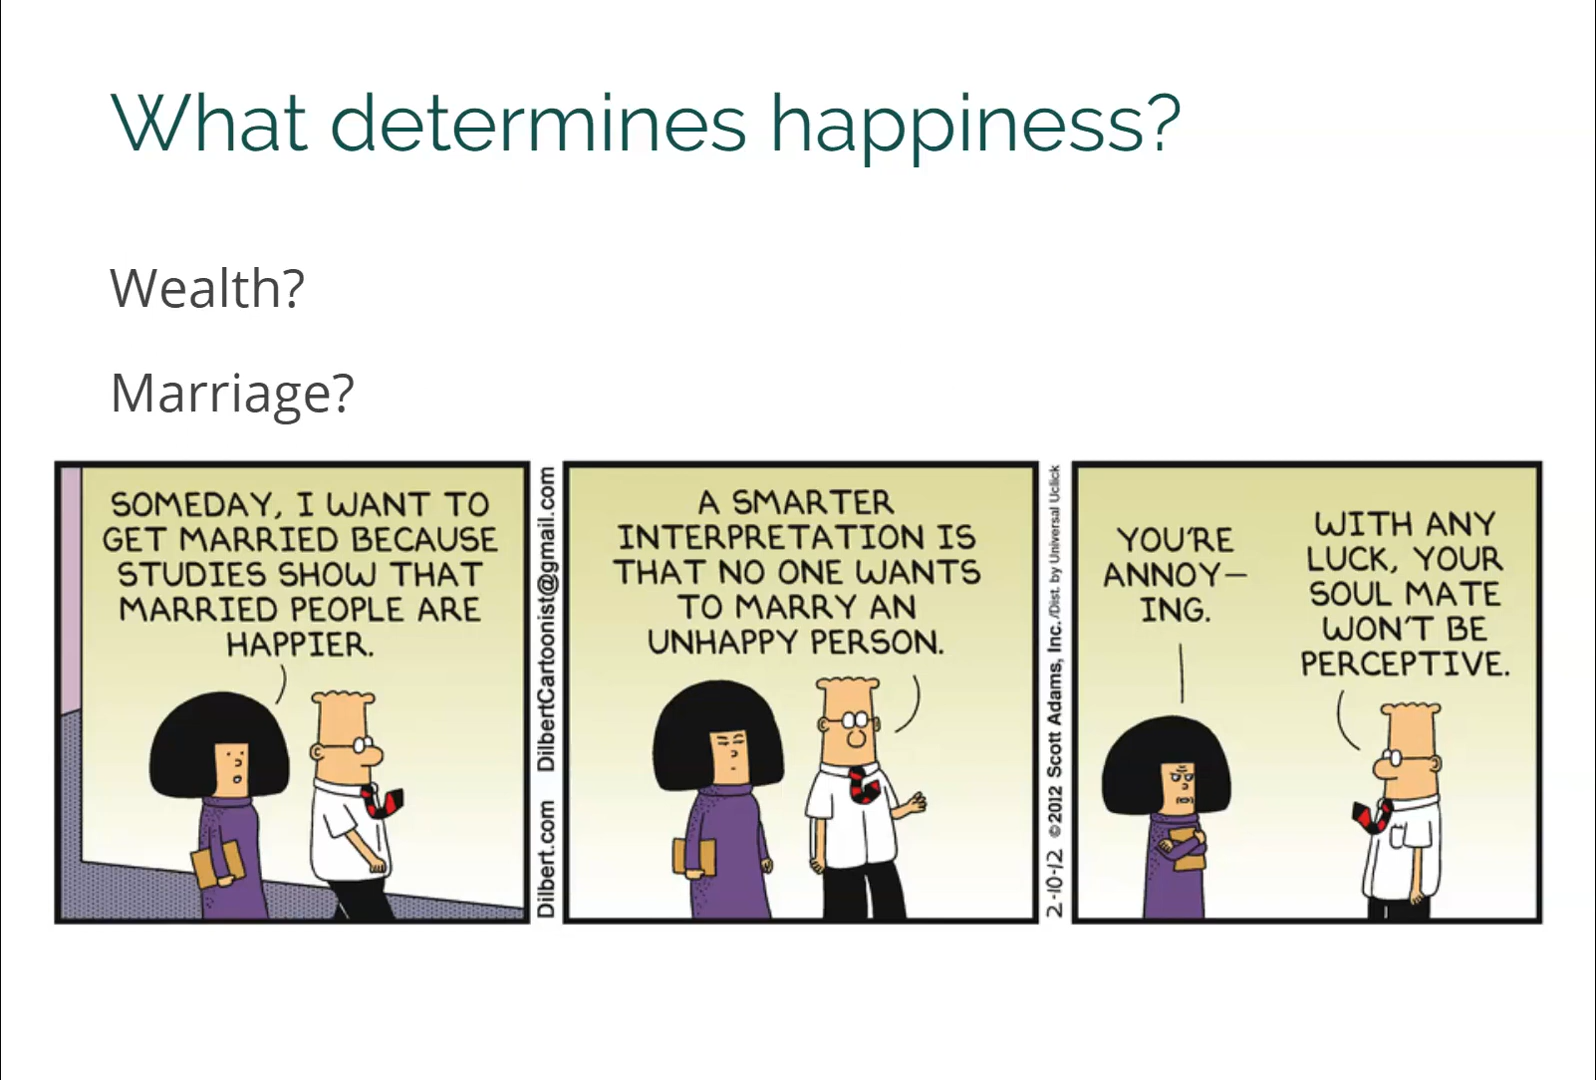 What determines happiness?
Wealth?
Marriage?
SOMEDAY, I WANT TO
GET MARRIED BECAUSE
STUDIES SHOW THAT
MARRIED PEOPLE ARE
HAPPIER.
Dilbert.com DilbertCartoonist@gmail.com
A SMARTER
INTERPRETATION IS
THAT NO ONE WANTS
TO MARRY AN
UNHAPPY PERSON.
2-10-12 ©2012 Scott Adams, Inc. /Dist. by Universal Uclick
YOU'RE
ANNOY—
ING.
WITH ANY
LUCK, YOUR
SOUL MATE
WON'T BE
PERCEPTIVE.